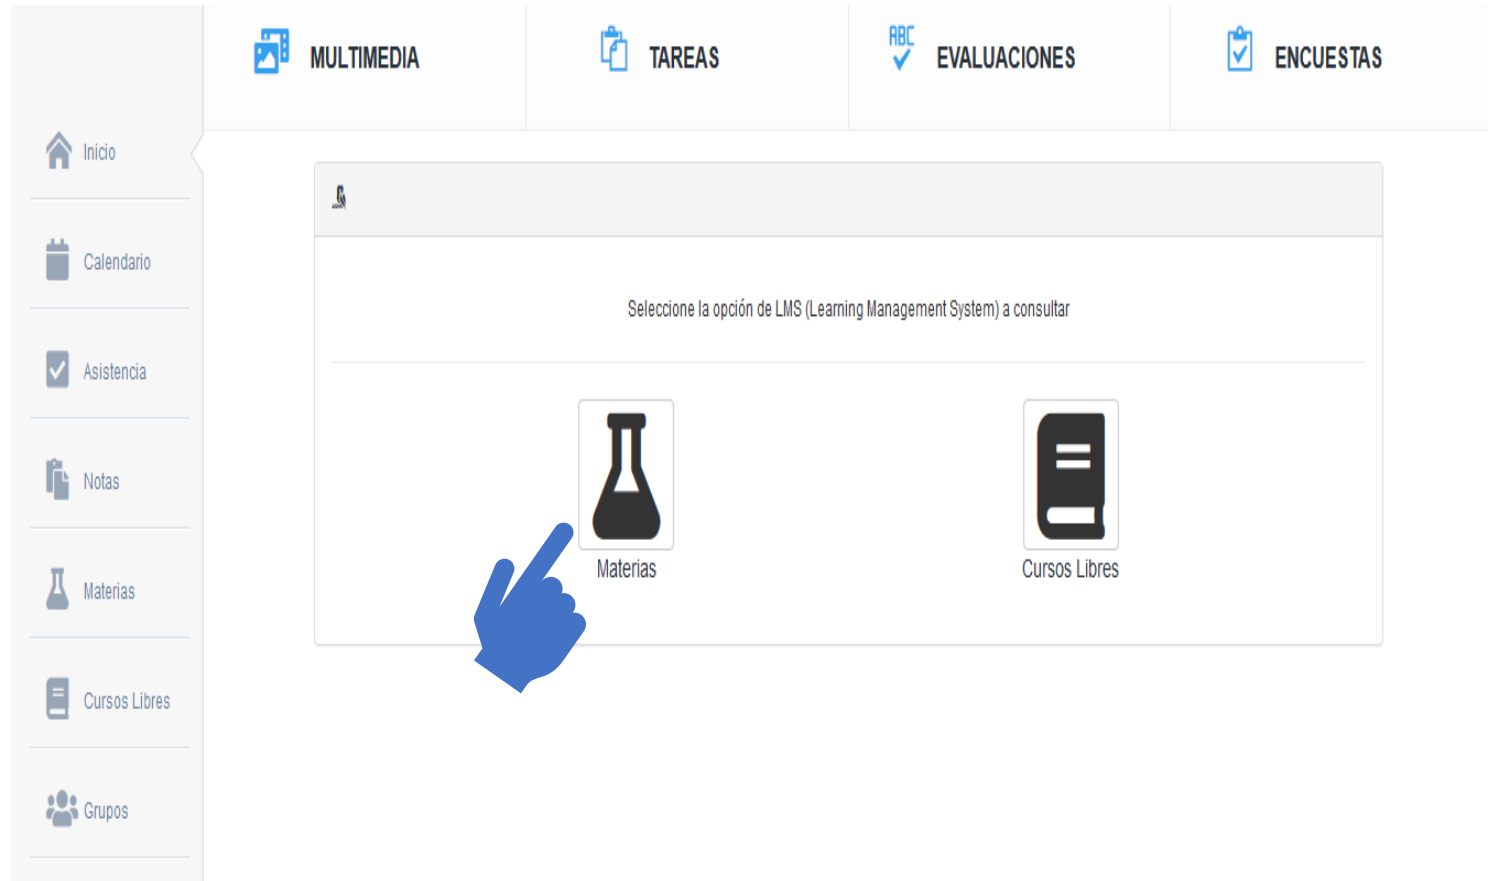 MULTIMEDIA
TAREAS
EVALUACIONES
ENCUESTAS
Inicio
Calendario
Asistencia
Notas
Materias
Cursos Libres
Grupos
Seleccione la opción de LMS (Learning Management System) a consultar
Materias
Cursos Libres